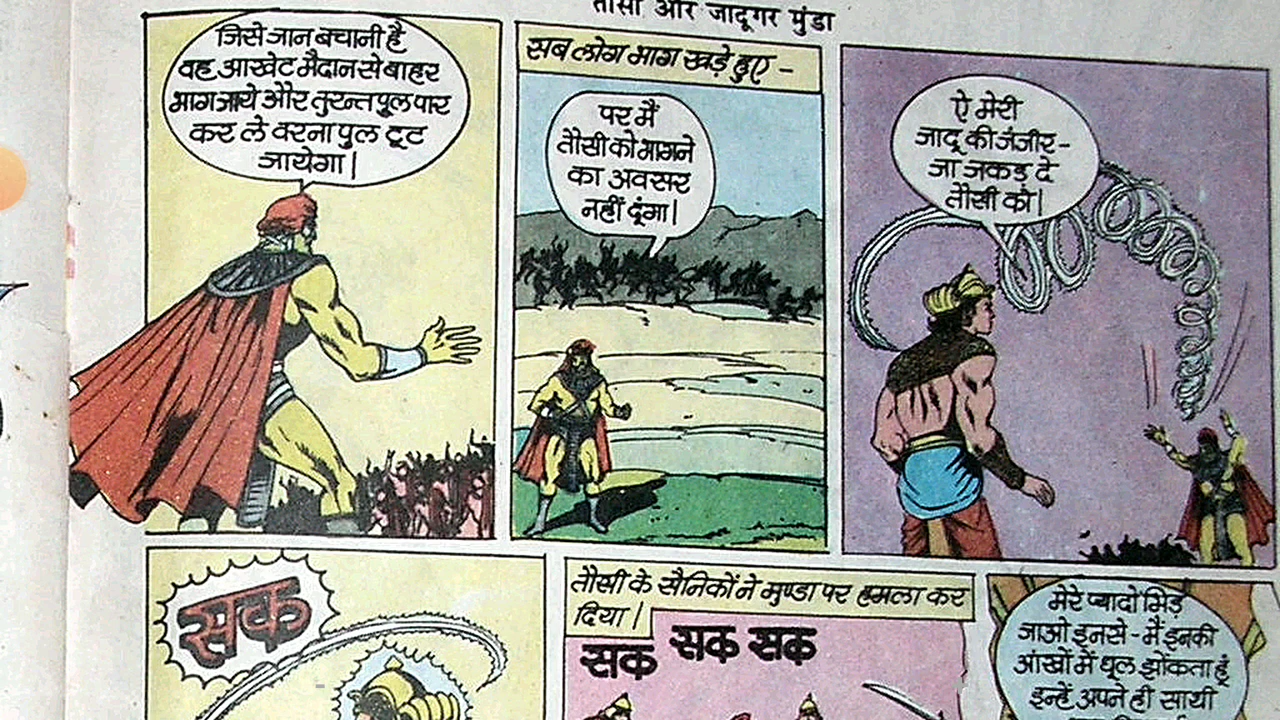 तौसी और जादूगर मुंडा
जिसे जान बचानी है
वह आखेट मैदान से बाहर
भाग जाये और तुरन्त पुल पार
कर ले वरना पुल टूट
जायेगा।
सब लोग भाग खड़े हुए -
पर मैं
तौसी को भागने
का अवसर
नहीं दूंगा।
ऐ मेरी
जादू की जंजीर -
जा जकड़ दे
तौसी को।
सक
तौसी के सैनिकों ने मुण्डा पर हमला कर
दिया।
सक सक सक
मेरे प्यादो भिड़
जाओ इनसे - मैं इनकी
आंखों में धूल झोंकता हूं
इन्हें अपने ही साथी